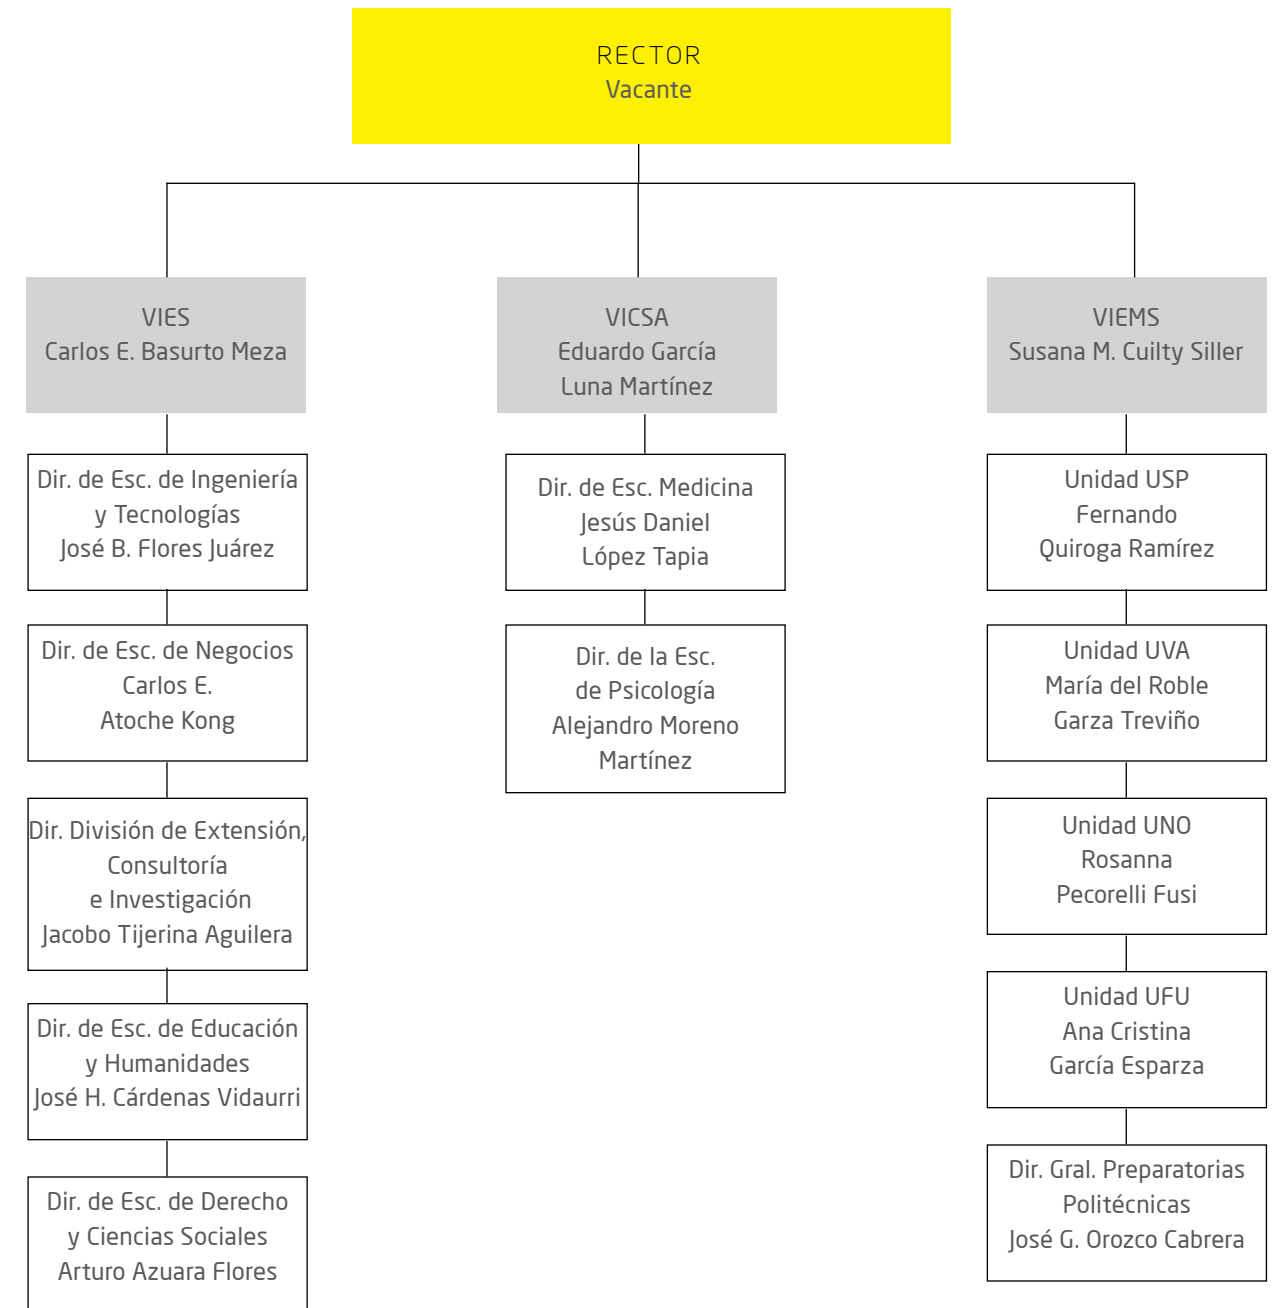 RECTOR
Vacante
VIES
Carlos E. Basurto Meza
VICSA
Eduardo García
Luna Martínez
VIEMS
Susana M. Cuilty Siller
Dir. de Esc. de Ingeniería
y Tecnologías
José B. Flores Juárez
Dir. de Esc. de Negocios
Carlos E.
Atoche Kong
Dir. División de Extensión,
Consultoría
e Investigación
Jacobo Tijerina Aguilera
Dir. de Esc. de Educación
y Humanidades
José H. Cárdenas Vidaurri
Dir. de Esc. de Derecho
y Ciencias Sociales
Arturo Azuara Flores
Dir. de Esc. Medicina
Jesús Daniel
López Tapia
Dir. de la Esc.
de Psicología
Alejandro Moreno
Martínez
Unidad USP
Fernando
Quiroga Ramírez
Unidad UVA
María del Roble
Garza Treviño
Unidad UNO
Rosanna
Pecorelli Fusi
Unidad UFU
Ana Cristina
García Esparza
Dir. Gral. Preparatorias
Politécnicas
José G. Orozco Cabrera